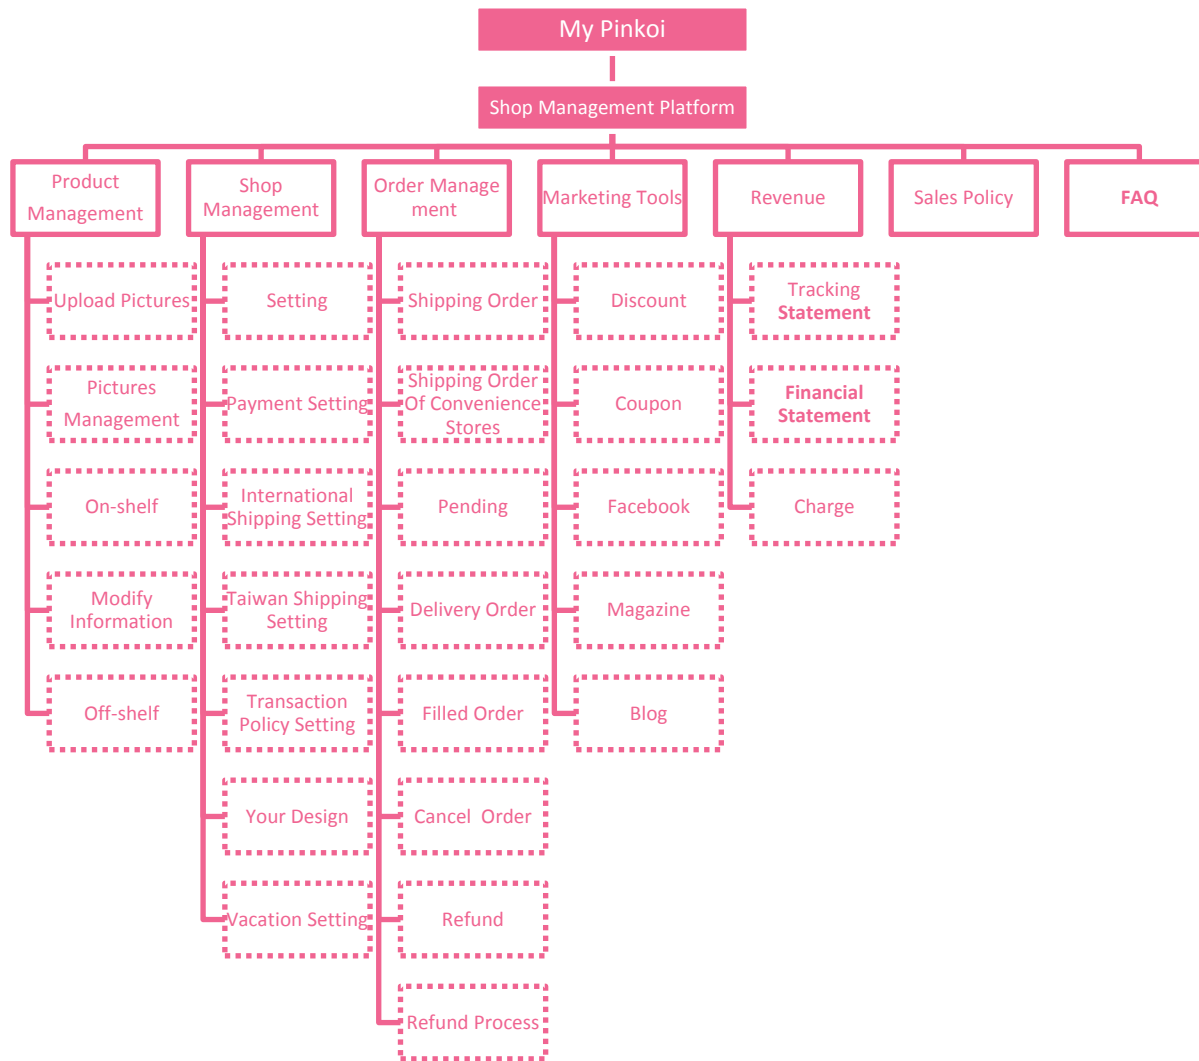 My Pinkoi
Shop Management Platform
Product
Management
Shop
Management
Order Manage
ment
Marketing Tools
Revenue
Sales Policy
FAQ
Upload Pictures
Pictures
Management
On-shelf
Modify
Information
Off-shelf
Setting
Payment Setting
International
Shipping Setting
Taiwan Shipping
Setting
Transaction
Policy Setting
Your Design
Vacation Setting
Shipping Order
Shipping Order
Of Convenience
Stores
Pending
Delivery Order
Filled Order
Cancel  Order
Refund
Refund Process
Discount
Coupon
Facebook
Magazine
Blog
Tracking
Statement
Financial
Statement
Charge